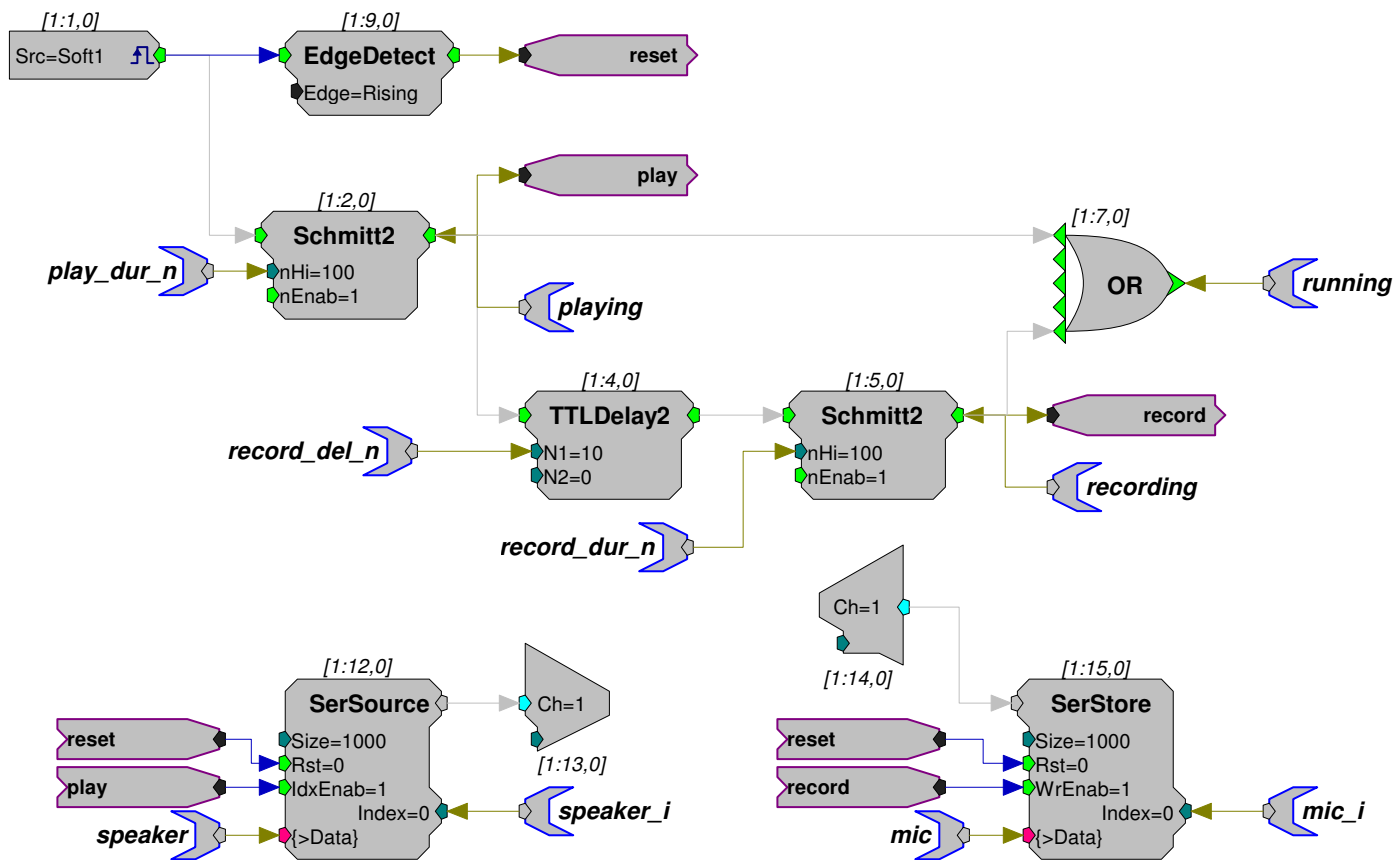 [1:1,0]
[1:9,0]
Src=Soft1
EdgeDetect
Edge=Rising
reset
play
[1:2,0]
Schmitt2
nHi=100
nEnab=1
play_dur_n
playing
[1:7,0]
OR
running
[1:4,0]
TTLDelay2
N1=10
N2=0
record_del_n
[1:5,0]
Schmitt2
nHi=100
nEnab=1
record
recording
record_dur_n
Ch=1
[1:14,0]
[1:12,0]
SerSource
Size=1000
Rst=0
IdxEnab=1
Index=0
{>Data}
reset
play
speaker
Ch=1
[1:13,0]
speaker_i
[1:15,0]
SerStore
Size=1000
Rst=0
WrEnab=1
Index=0
{>Data}
reset
record
mic
mic_i